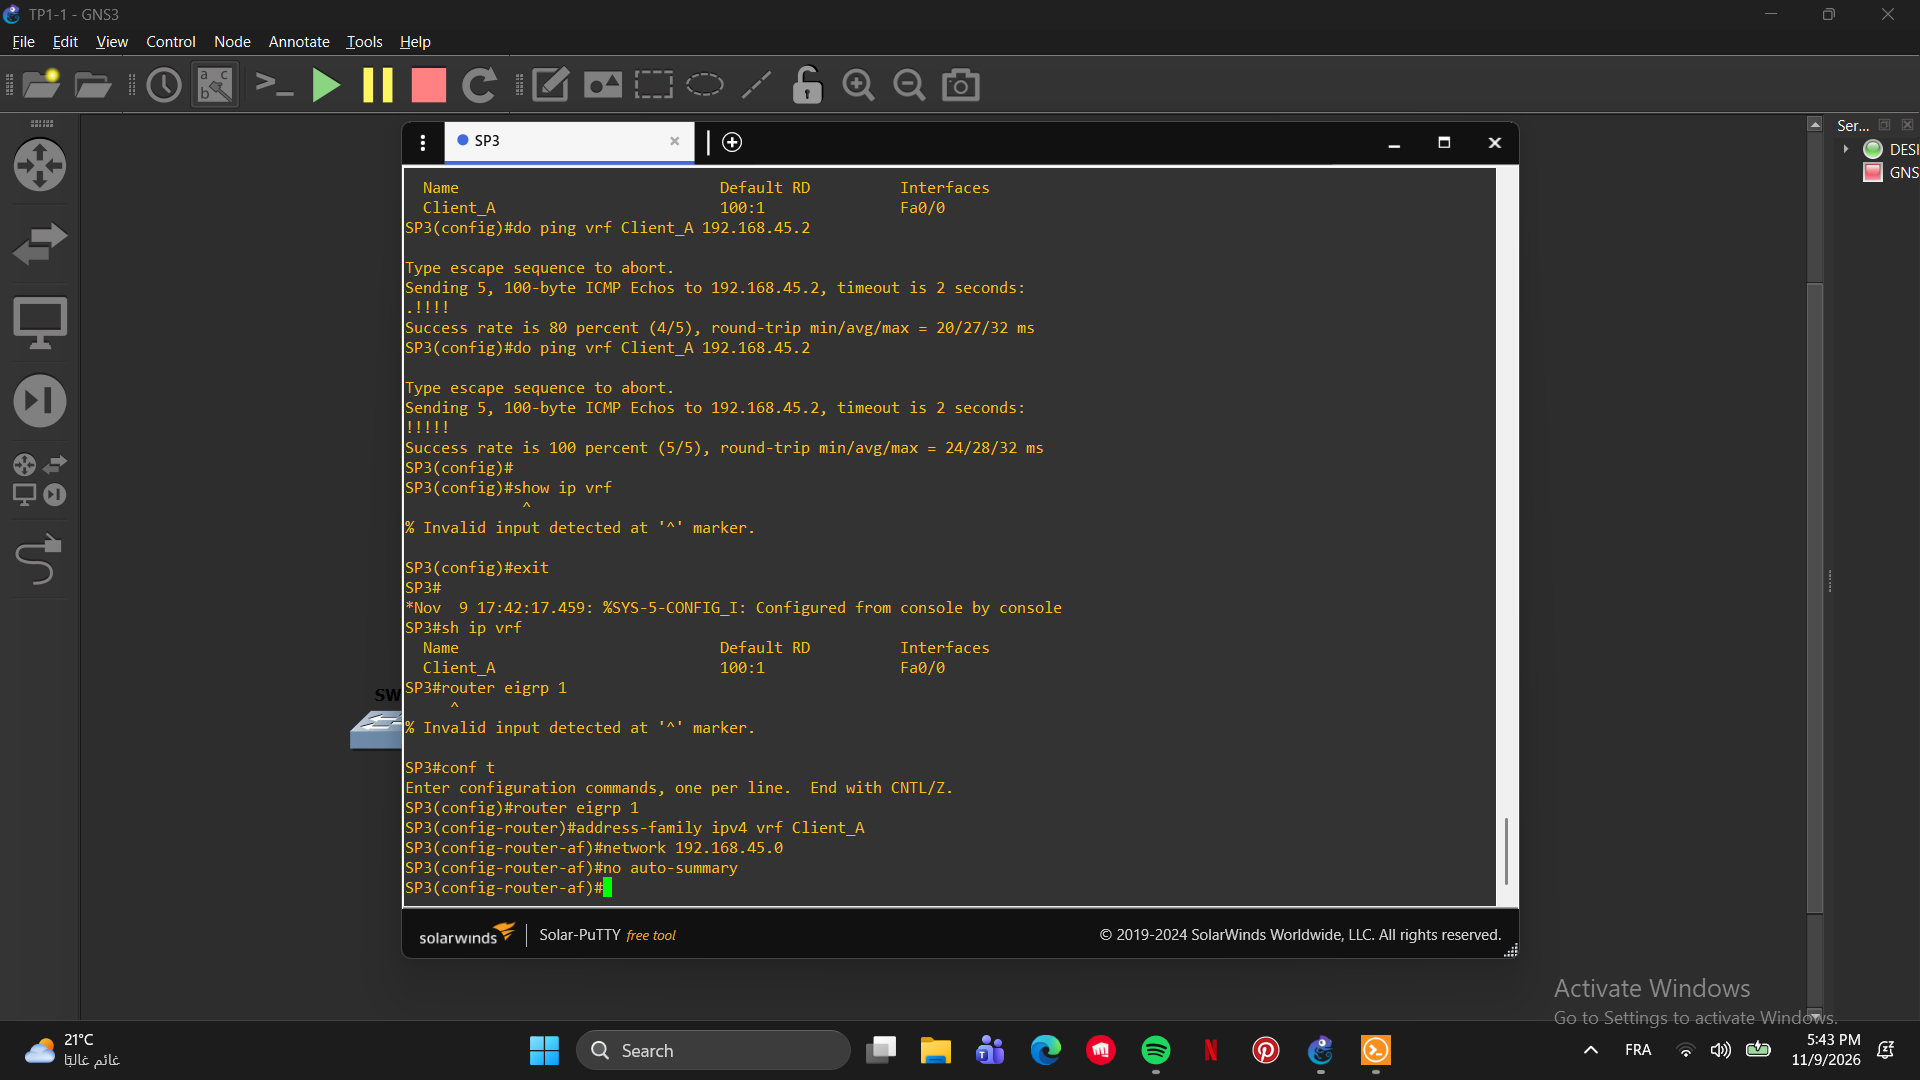 TP1-1 - GNS3
File Edit View Control Node Annotate Tools Help
SP3
Ser...
DESH
GNS
Name Default RD Interfaces
Client_A 100:1 Fa0/0
SP3(config)#do ping vrf Client_A 192.168.45.2
Type escape sequence to abort.
Sending 5, 100-byte ICMP Echos to 192.168.45.2, timeout is 2 seconds:
.!!!!
Success rate is 80 percent (4/5), round-trip min/avg/max = 20/27/32 ms
SP3(config)#do ping vrf Client_A 192.168.45.2
Type escape sequence to abort.
Sending 5, 100-byte ICMP Echos to 192.168.45.2, timeout is 2 seconds:
!!!!!
Success rate is 100 percent (5/5), round-trip min/avg/max = 24/28/32 ms
SP3(config)#
SP3(config)#show ip vrf
^
% Invalid input detected at '^' marker.
SP3(config)#exit
SP3#
*Nov  9 17:42:17.459: %SYS-5-CONFIG_I: Configured from console by console
SP3#sh ip vrf
Name Default RD Interfaces
Client_A 100:1 Fa0/0
SP3#router eigrp 1
^
% Invalid input detected at '^' marker.
SP3#conf t
Enter configuration commands, one per line.  End with CNTL/Z.
SP3(config)#router eigrp 1
SP3(config-router)#address-family ipv4 vrf Client_A
SP3(config-router-af)#network 192.168.45.0
SP3(config-router-af)#no auto-summary
SP3(config-router-af)#
SW
solarwinds Solar-PuTTY free tool © 2019-2024 SolarWinds Worldwide, LLC. All rights reserved.
Activate Windows
Go to Settings to activate Windows.
21°C
غائم غالبًا
Search
FRA
5:43 PM
11/9/2026